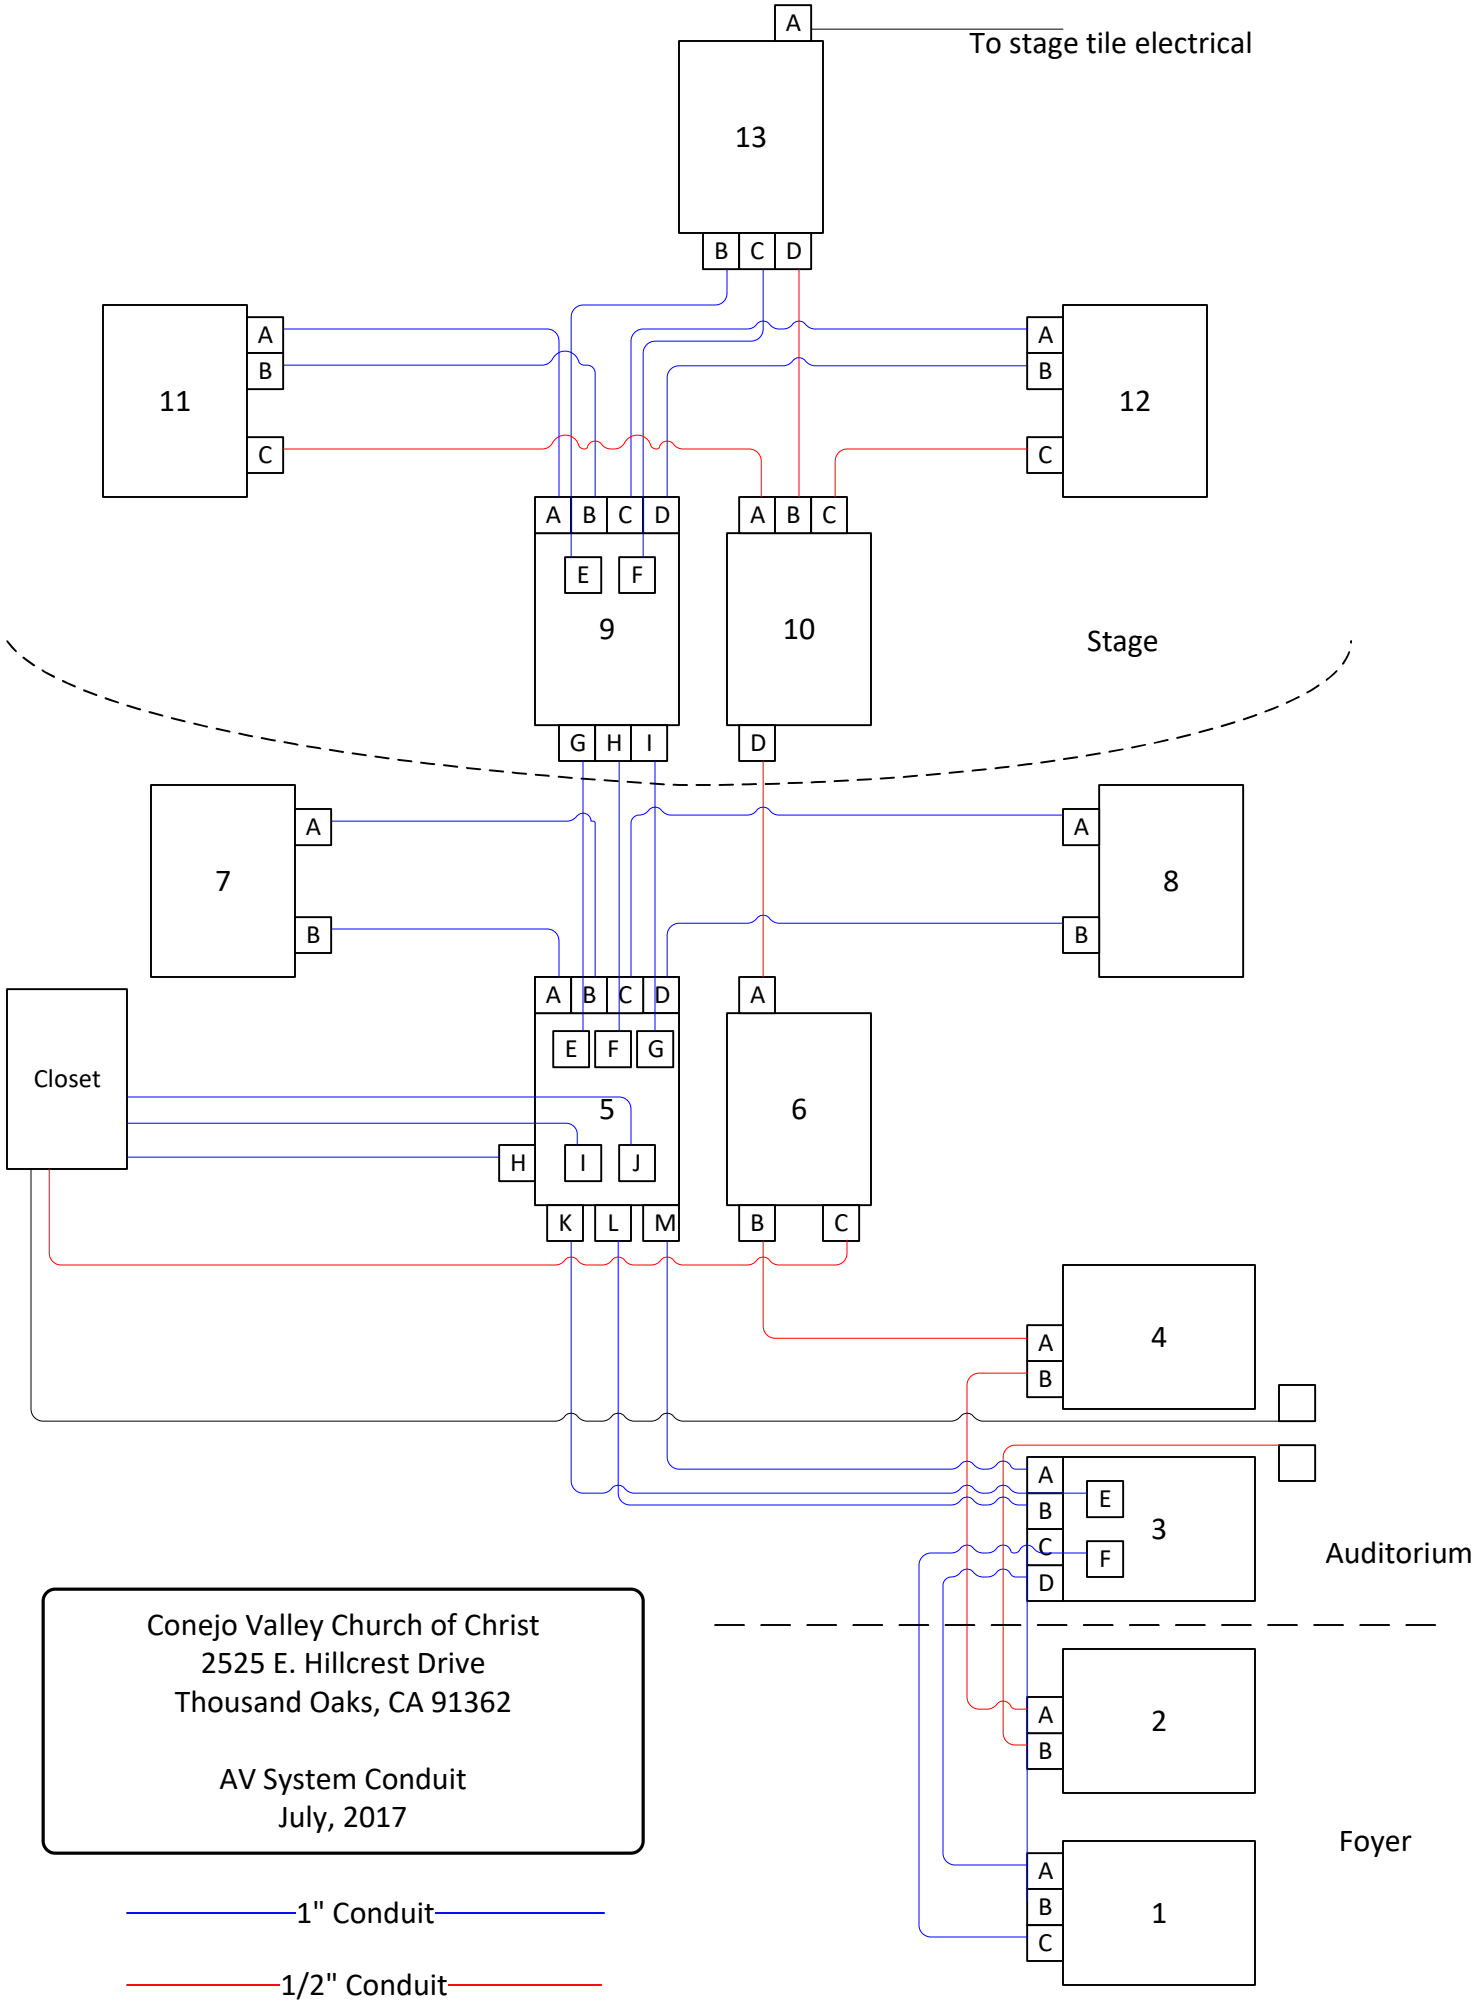 A
To stage tile electrical
13
B C D
A
B
11
C
A
B
12
C
A B C D
A B C
E F
9
10
Stage
G H I
D
A
7
B
A
8
B
A B C D
A
E F G
Closet
5
6
H I J
K L M
B C
A
4
B
A
E
B
3
C
F
D
Auditorium
Conejo Valley Church of Christ
2525 E. Hillcrest Drive
Thousand Oaks, CA 91362
AV System Conduit
July, 2017
A
2
B
Foyer
A
B
1
C
1" Conduit
1/2" Conduit